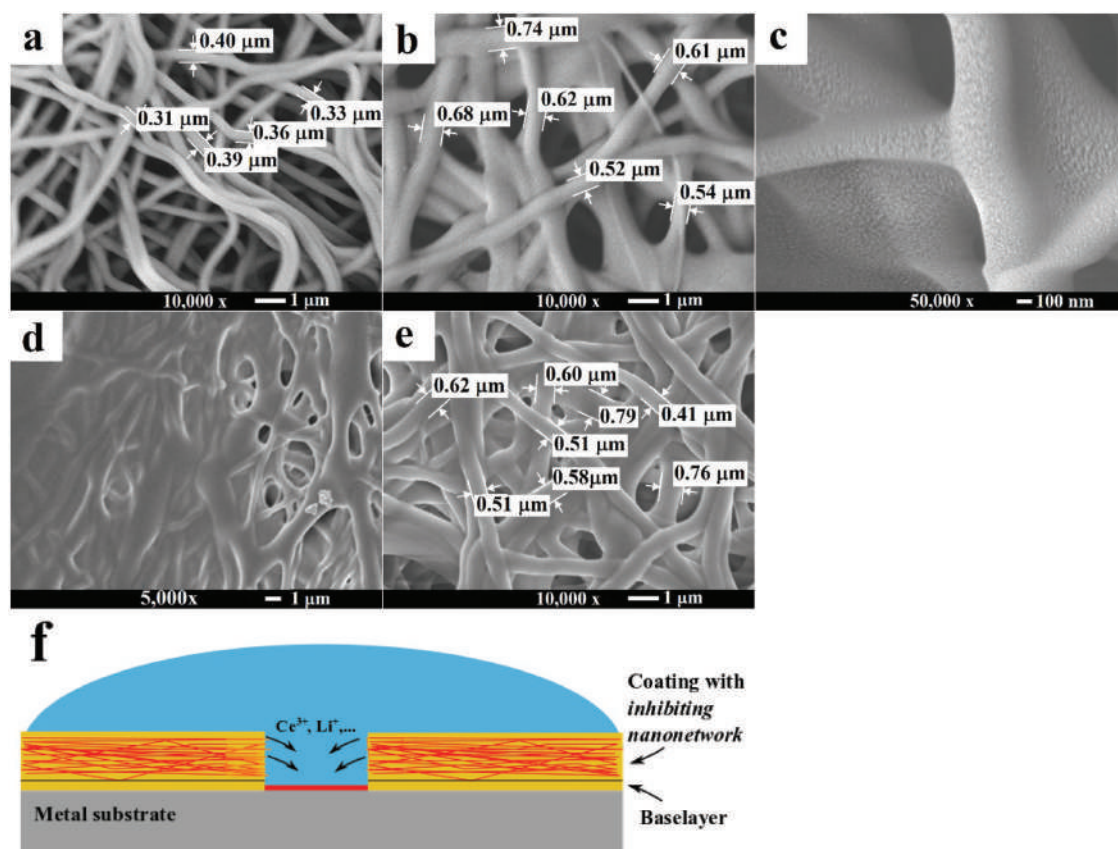 a
0.40 µm
0.31 µm
0.33 µm
0.36 µm
0.39 µm
10,000 x
1 µm
b
0.74 µm
0.61 µm
0.68 µm
0.62 µm
0.52 µm
0.54 µm
10,000 x
1 µm
c
50,000 x
100 nm
d
5,000x
1 µm
e
0.62 µm
0.60 µm
0.79
0.41 µm
0.51 µm
0.58µm
0.76 µm
0.51 µm
10,000 x
1 µm
f
Ce³⁺, Li⁺,...
Coating with
inhibiting
nanonetwork
Baselayer
Metal substrate